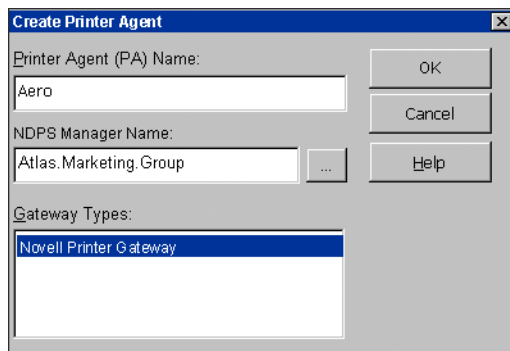 Create Printer Agent
Printer Agent (PA) Name:
Aero
NDPS Manager Name:
Atlas.Marketing.Group
...
Gateway Types:
Novell Printer Gateway
OK
Cancel
Help